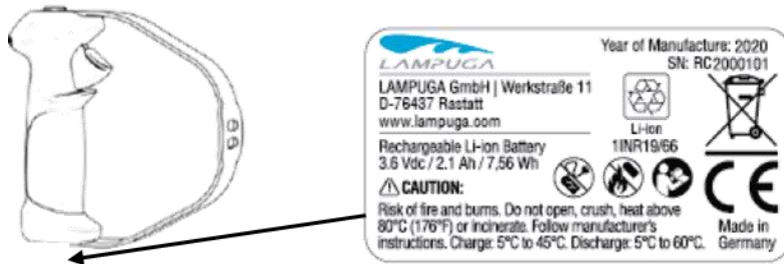 LAMPUGA
Year of Manufacture: 2020
SN: RC2000101
LAMPUGA GmbH | Werkstraße 11
D-76437 Rastatt
www.lampuga.com
Li-ion
1INR19/66
Rechargeable Li-ion Battery
3.6 Vdc / 2.1 Ah / 7,56 Wh
CAUTION:
Risk of fire and burns. Do not open, crush, heat above
80°C (176°F) or incinerate. Follow manufacturer's
instructions. Charge: 5°C to 45°C. Discharge: 5°C to 60°C.
CE
Made in
Germany